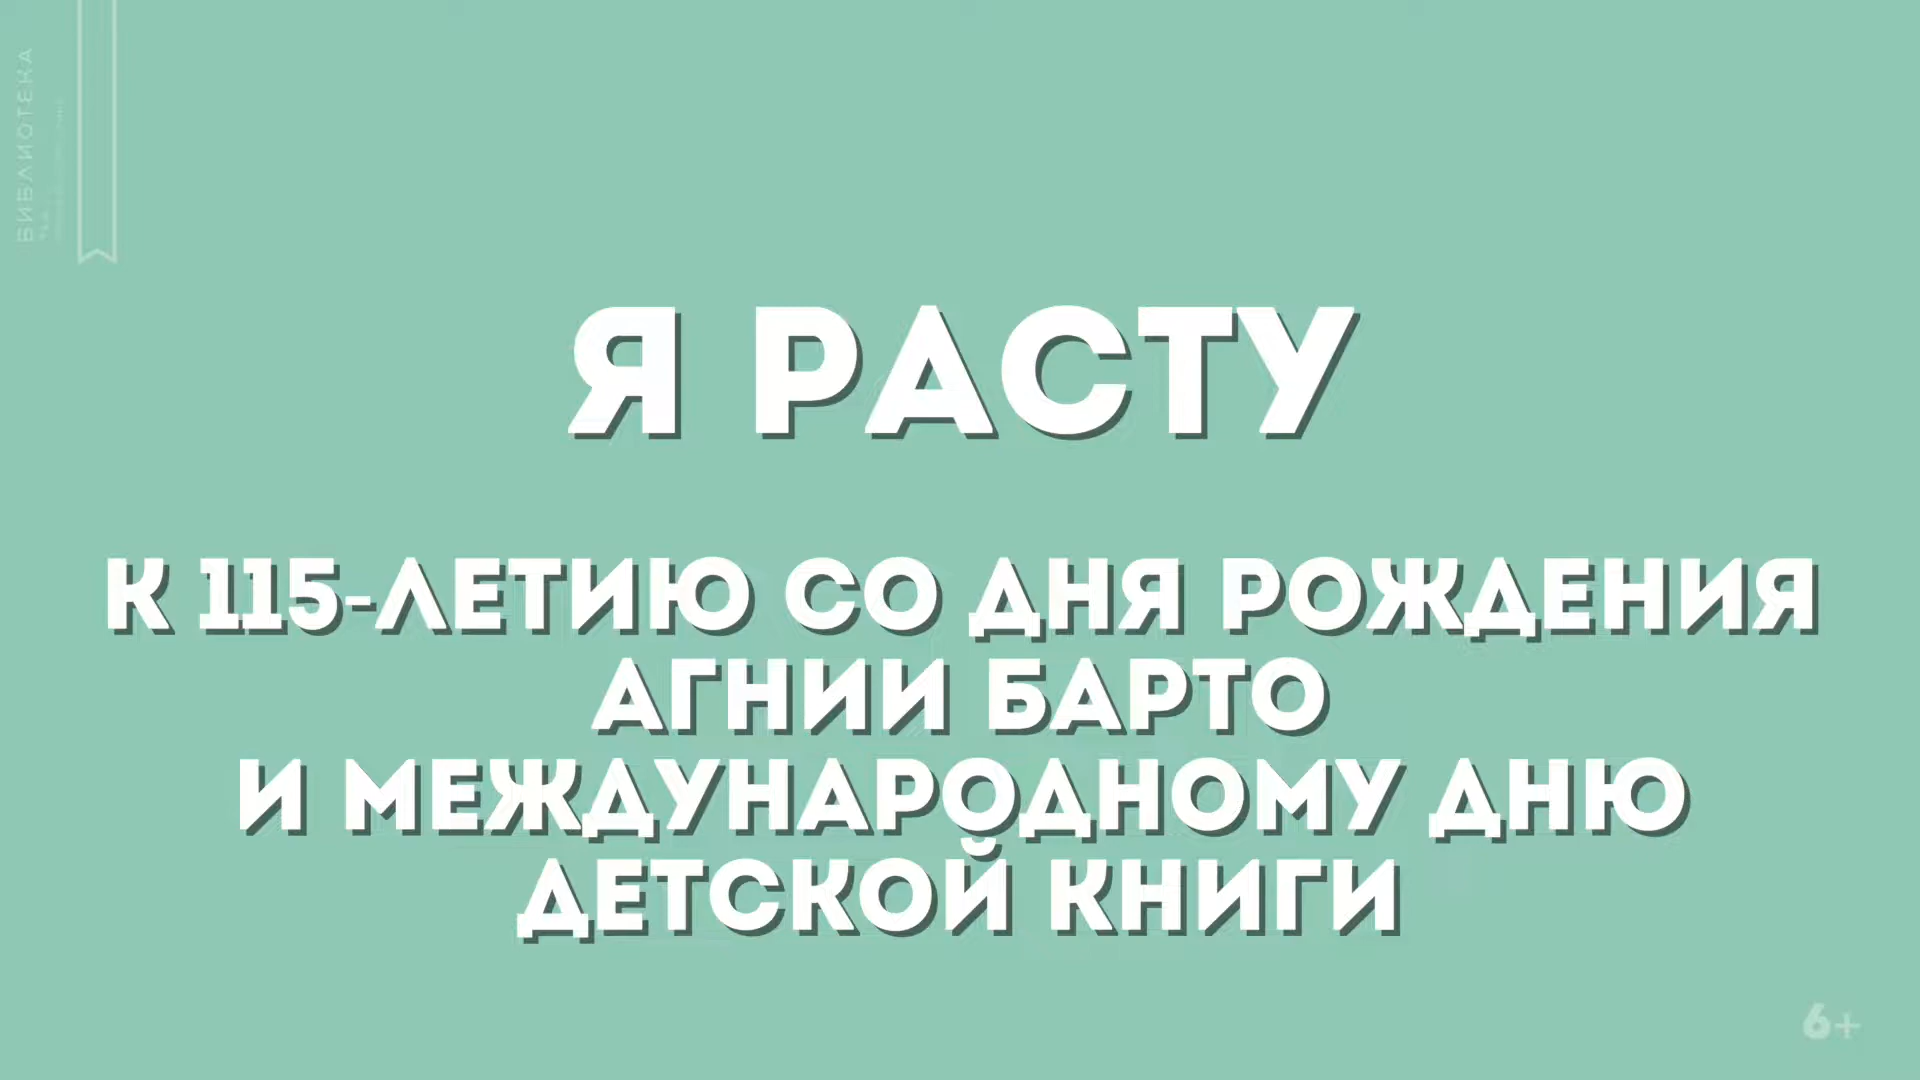 БИБЛИОТЕКА
Я РАСТУ
К 115-ЛЕТИЮ СО ДНЯ РОЖДЕНИЯ
АГНИИ БАРТО
И МЕЖДУНАРОДНОМУ ДНЮ
ДЕТСКОЙ КНИГИ
6+